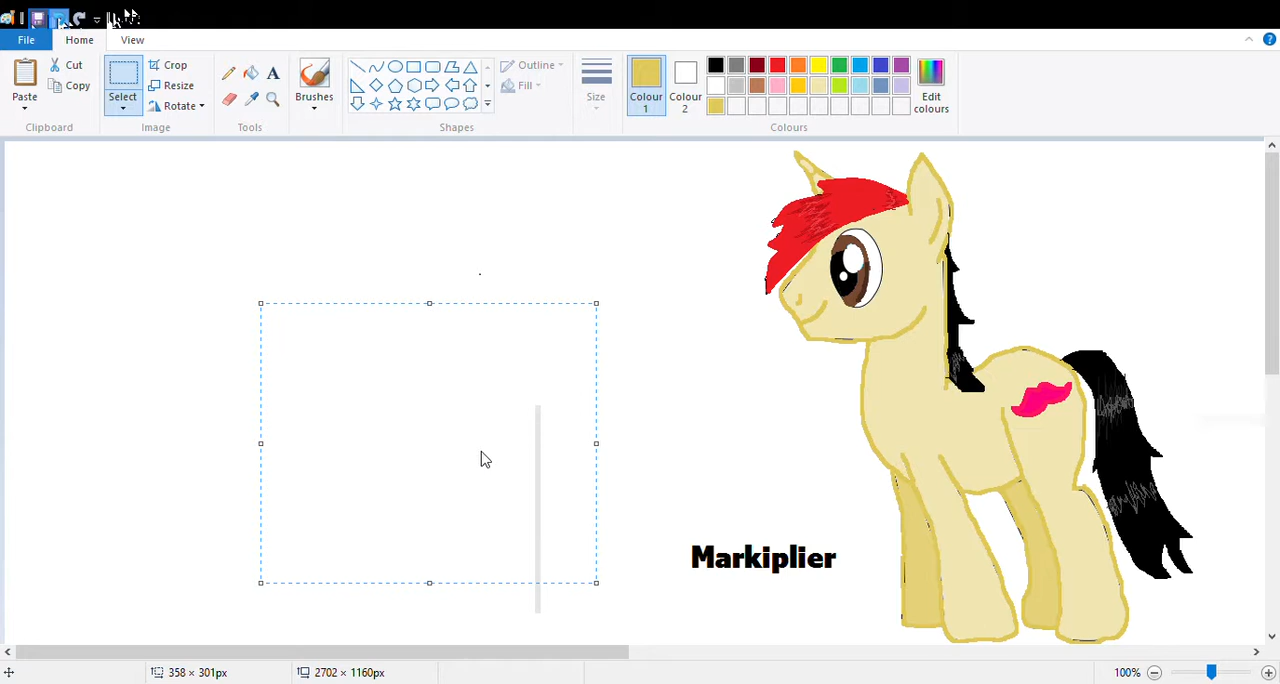 File Home View
Paste
Cut
Copy
Clipboard
Select
Crop
Resize
Rotate
Image
A
Tools
Brushes
Outline
Fill
Shapes
Size
Colour
1
Colour
2
Edit
colours
Colours
Markiplier
358 × 301px
2702 × 1160px
100%